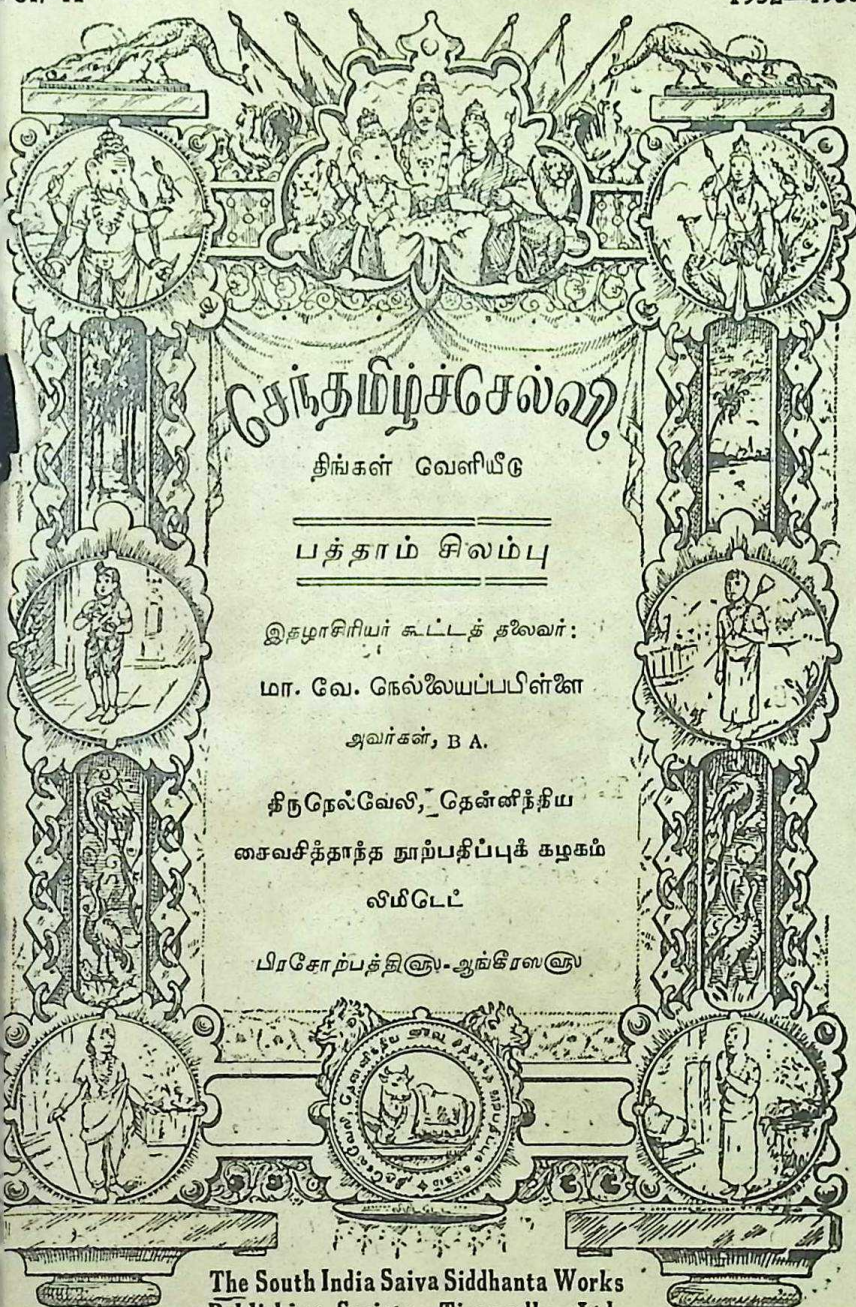 செந்தமிழ்ச்செல்வி
திங்கள் வெளியீடு
பத்தாம் சிலம்பு
இதழாசிரியர் கூட்டத் தலைவர்:
மா. வே. நெல்லையப்பபிள்ளை
அவர்கள், B A.
திருநெல்வேலி, தென்னிந்திய
சைவசித்தாந்த நூற்பதிப்புக் கழகம்
லிமிடெட்
பிரசோற்பத்தி௵-ஆங்கீரஸ௵
The South India Saiva Siddhanta Works